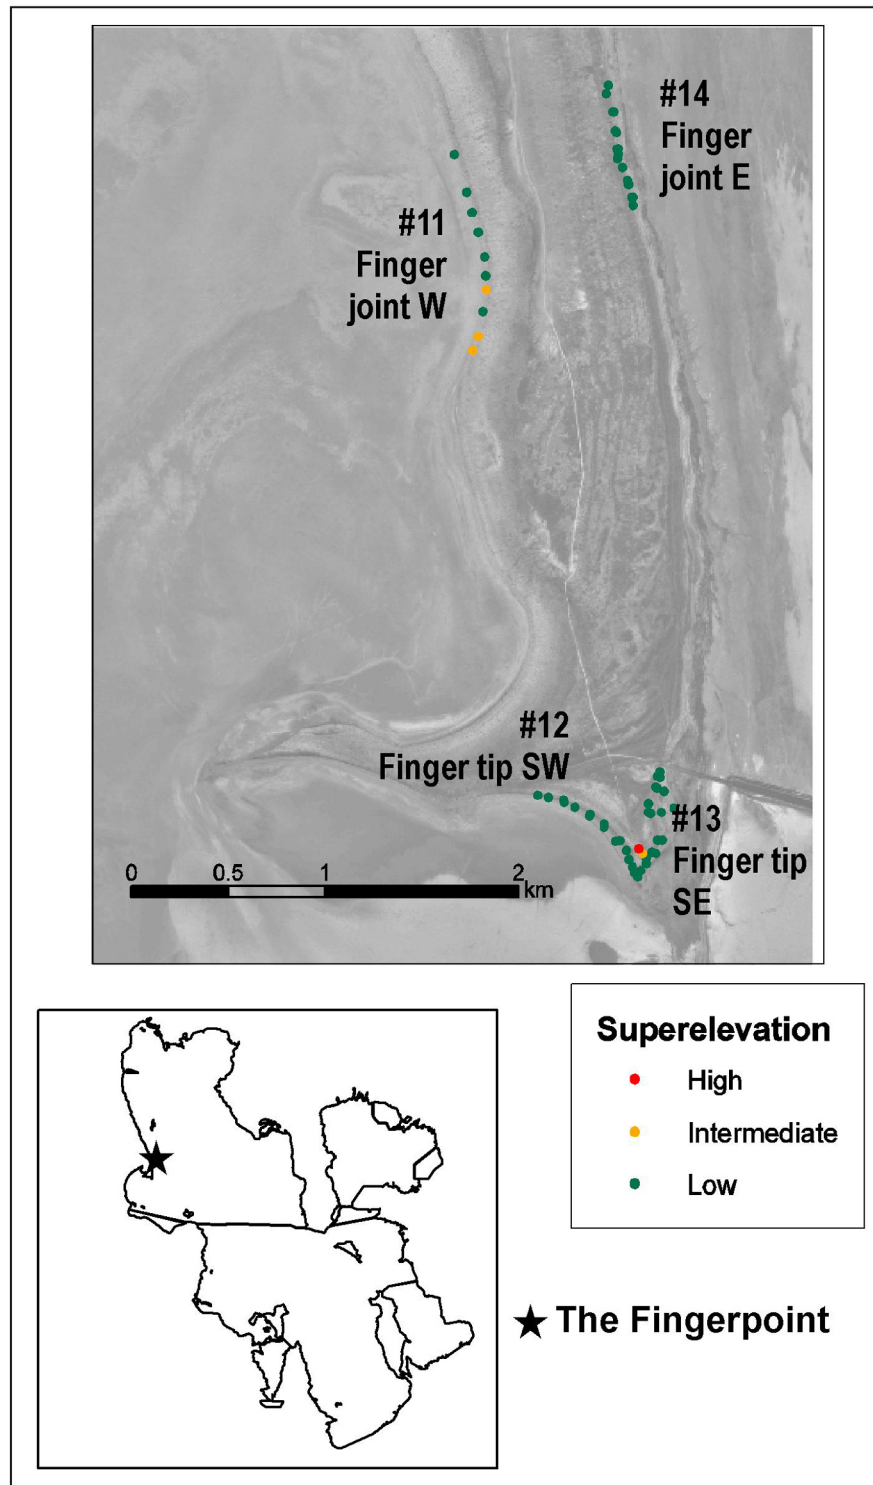 #14
Finger
joint E
#11
Finger
joint W
#12
Finger tip SW
#13
Finger tip
SE
0 0.5 1 2
km
Superelevation
High
Intermediate
Low
The Fingerpoint